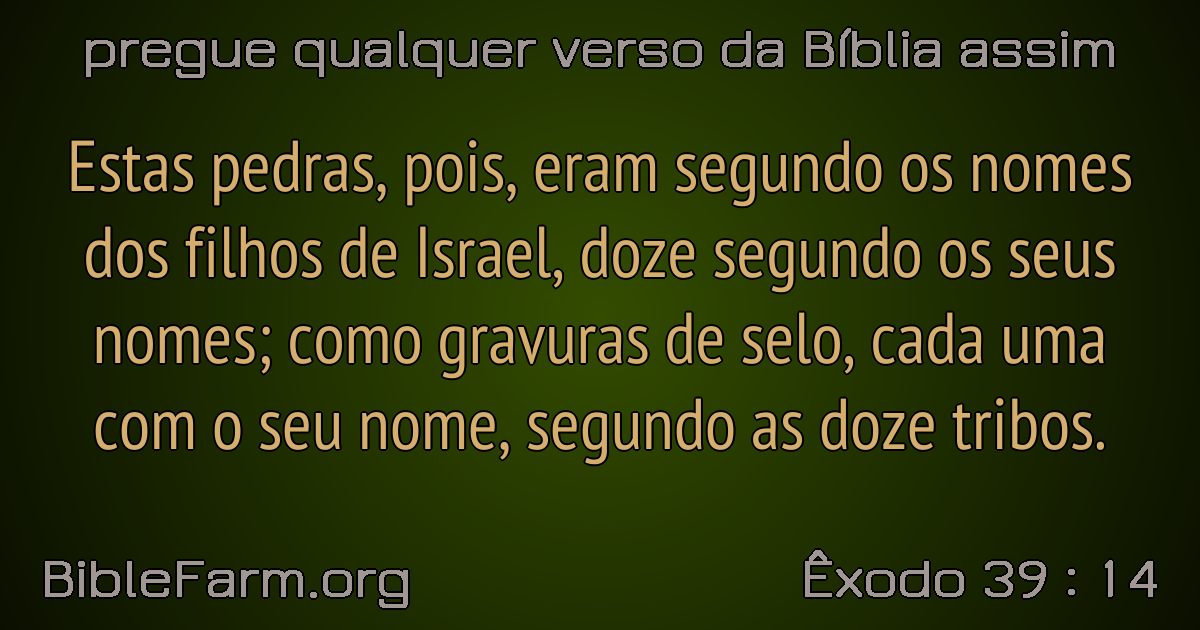 pregue qualquer verso da Bíblia assim
Estas pedras, pois, eram segundo os nomes
dos filhos de Israel, doze segundo os seus
nomes; como gravuras de selo, cada uma
com o seu nome, segundo as doze tribos.
BibleFarm.org
Êxodo 39 : 14